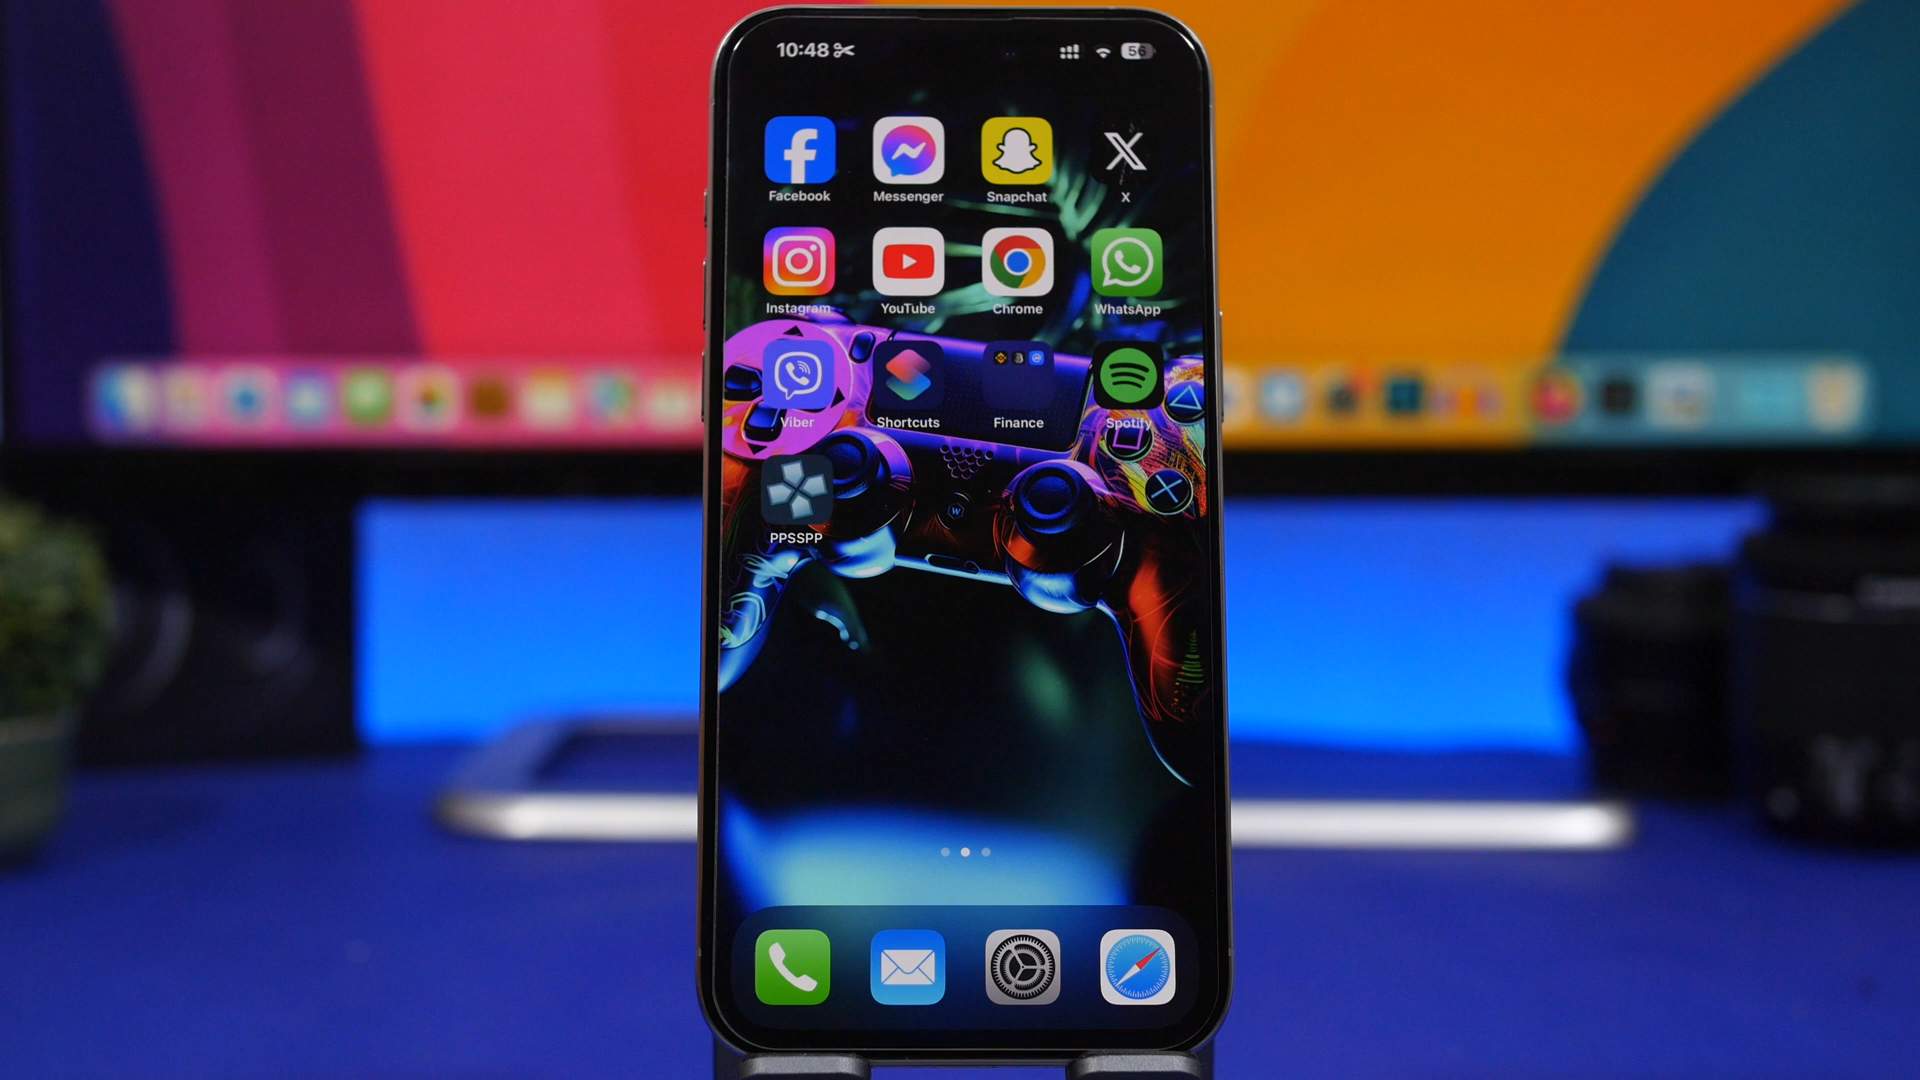 10:48
56
Facebook Messenger Snapchat X
Instagram YouTube Chrome WhatsApp
Viber Shortcuts Finance Spotify
PPSSPP